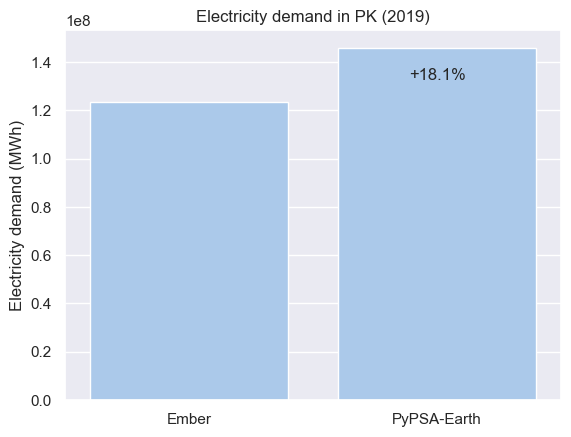 Electricity demand in PK (2019)
1e8
Electricity demand (MWh)
1.4
1.2
1.0
0.8
0.6
0.4
0.2
0.0
+18.1%
Ember
PyPSA-Earth